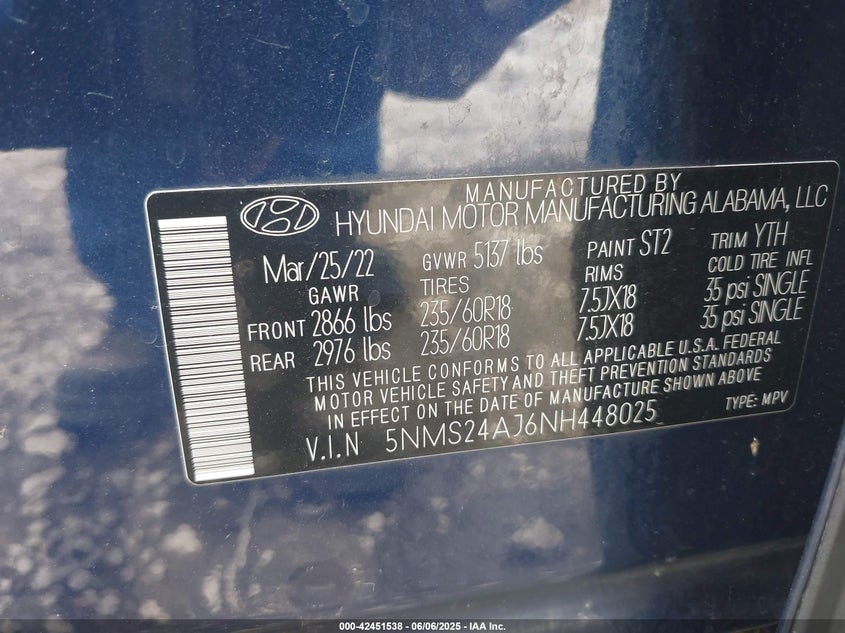 MANUFACTURED BY
HYUNDAI MOTOR MANUFACTURING ALABAMA, LLC
Mar/25/22 GVWR 5137 lbs PAINT ST2 TRIM YTH
GAWR TIRES RIMS COLD TIRE INFL
FRONT 2866 lbs 235/60R18 7.5JX18 35 psi SINGLE
REAR 2976 lbs 235/60R18 7.5JX18 35 psi SINGLE
THIS VEHICLE CONFORMS TO ALL APPLICABLE U.S.A. FEDERAL
MOTOR VEHICLE SAFETY AND THEFT PREVENTION STANDARDS
IN EFFECT ON THE DATE OF MANUFACTURE SHOWN ABOVE
V.I.N 5NMS24AJ6NH448025 TYPE: MPV
000-42451538 - 06/06/2025 - IAA Inc.